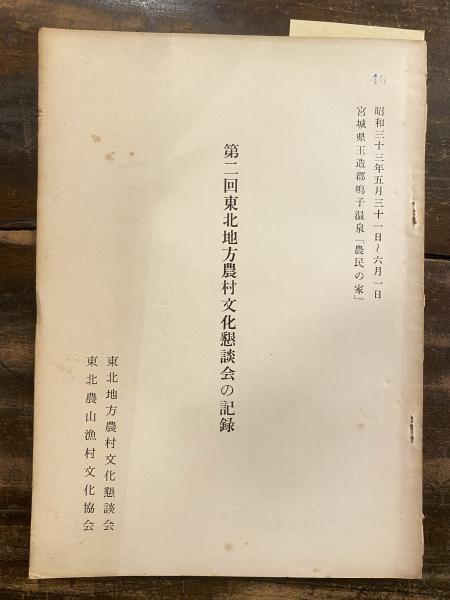 16
昭和三十三年五月三十一日〜六月一日
宮城県玉造郡鳴子温泉「農民の家」
第二回東北地方農村文化懇談会の記録
東北地方農村文化懇談会
東北農山漁村文化協会